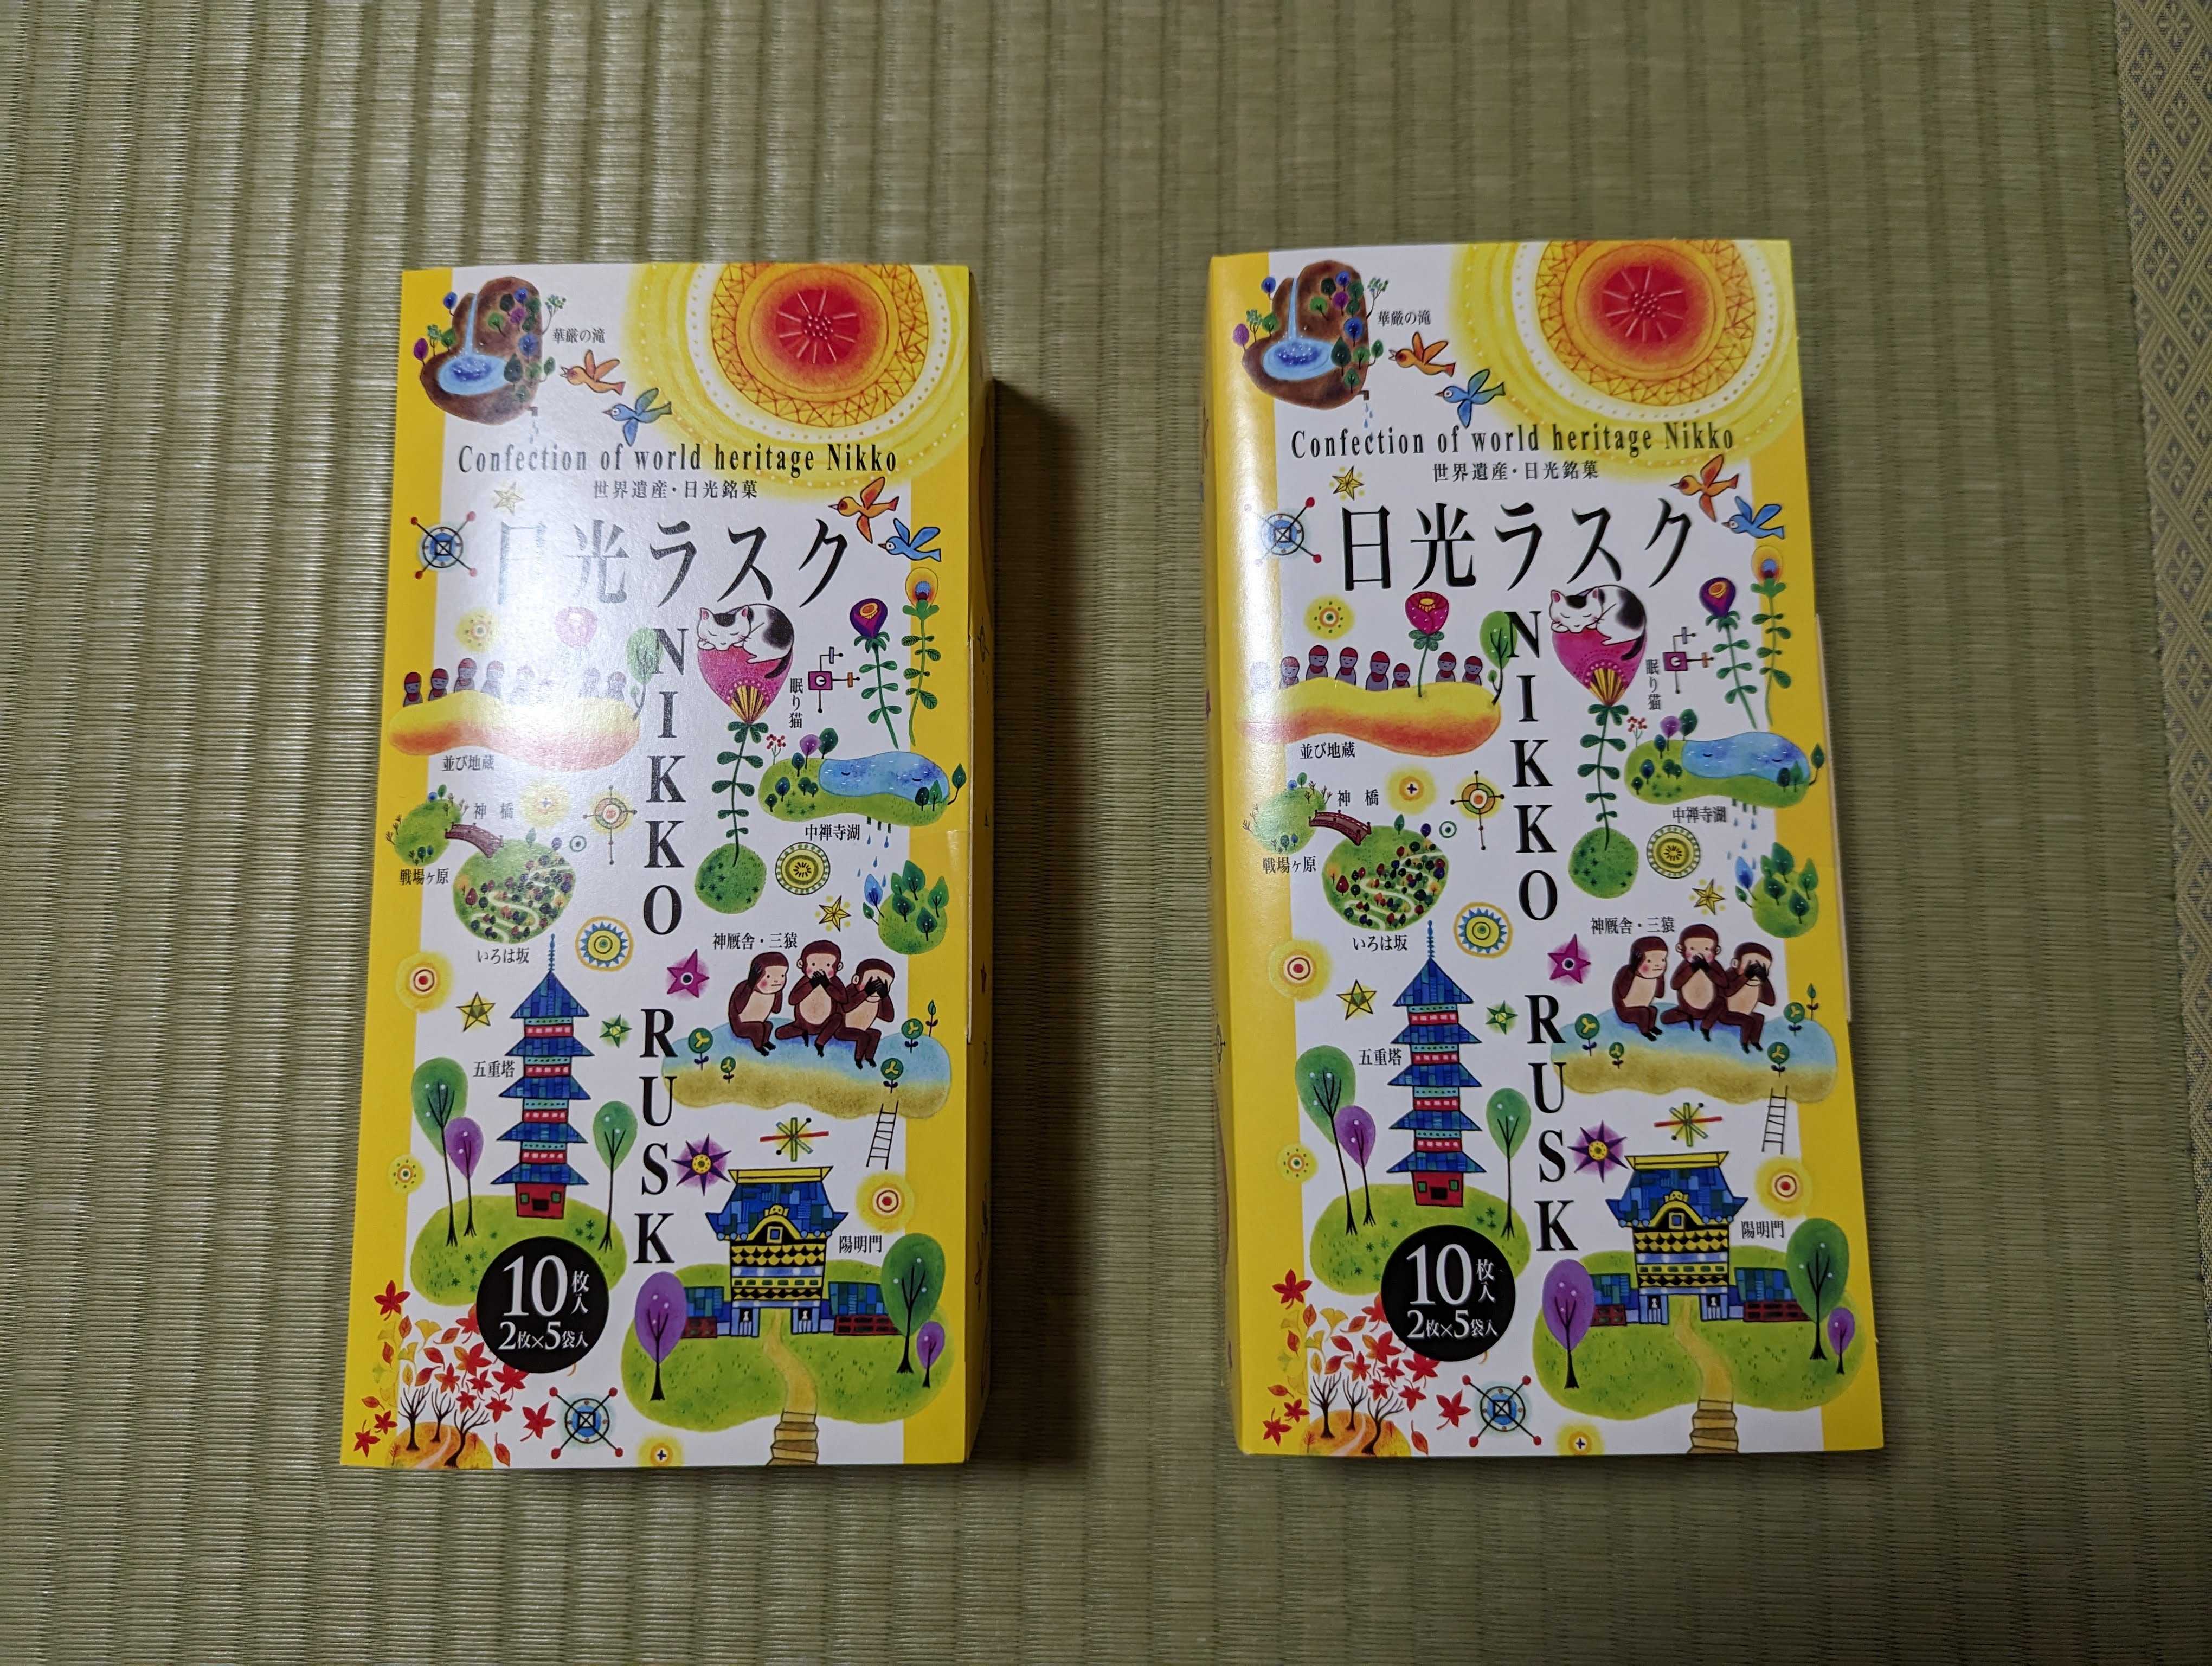 華厳の滝
Confection of world heritage Nikko
世界遺産・日光銘菓
日光ラスク
NIKKO RUSK
眠り猫
並び地蔵
中禅寺湖
神橋
戦場ヶ原
いろは坂
神厩舎・三猿
五重塔
陽明門
10枚入
2枚×5袋入
華厳の滝
Confection of world heritage Nikko
世界遺産・日光銘菓
日光ラスク
NIKKO RUSK
眠り猫
並び地蔵
中禅寺湖
神橋
戦場ヶ原
いろは坂
神厩舎・三猿
五重塔
陽明門
10枚入
2枚×5袋入